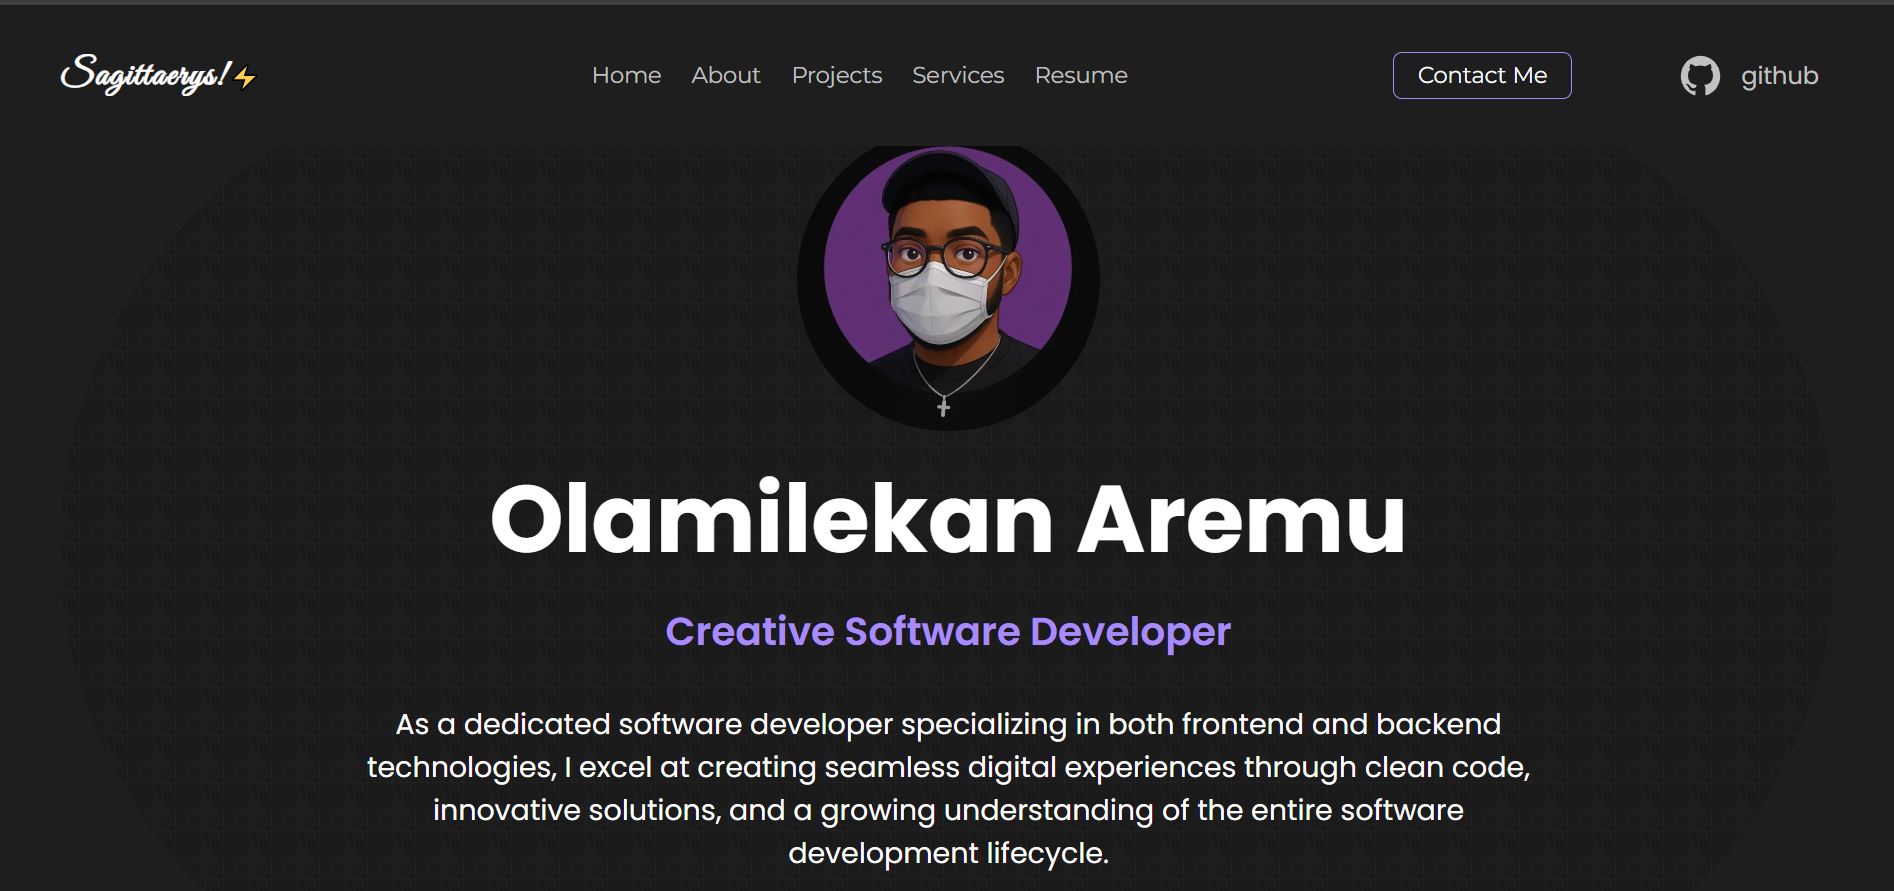 Sagittaerys!⚡
Home About Projects Services Resume
Contact Me
github
Olamilekan Aremu
Creative Software Developer
As a dedicated software developer specializing in both frontend and backend
technologies, I excel at creating seamless digital experiences through clean code,
innovative solutions, and a growing understanding of the entire software
development lifecycle.